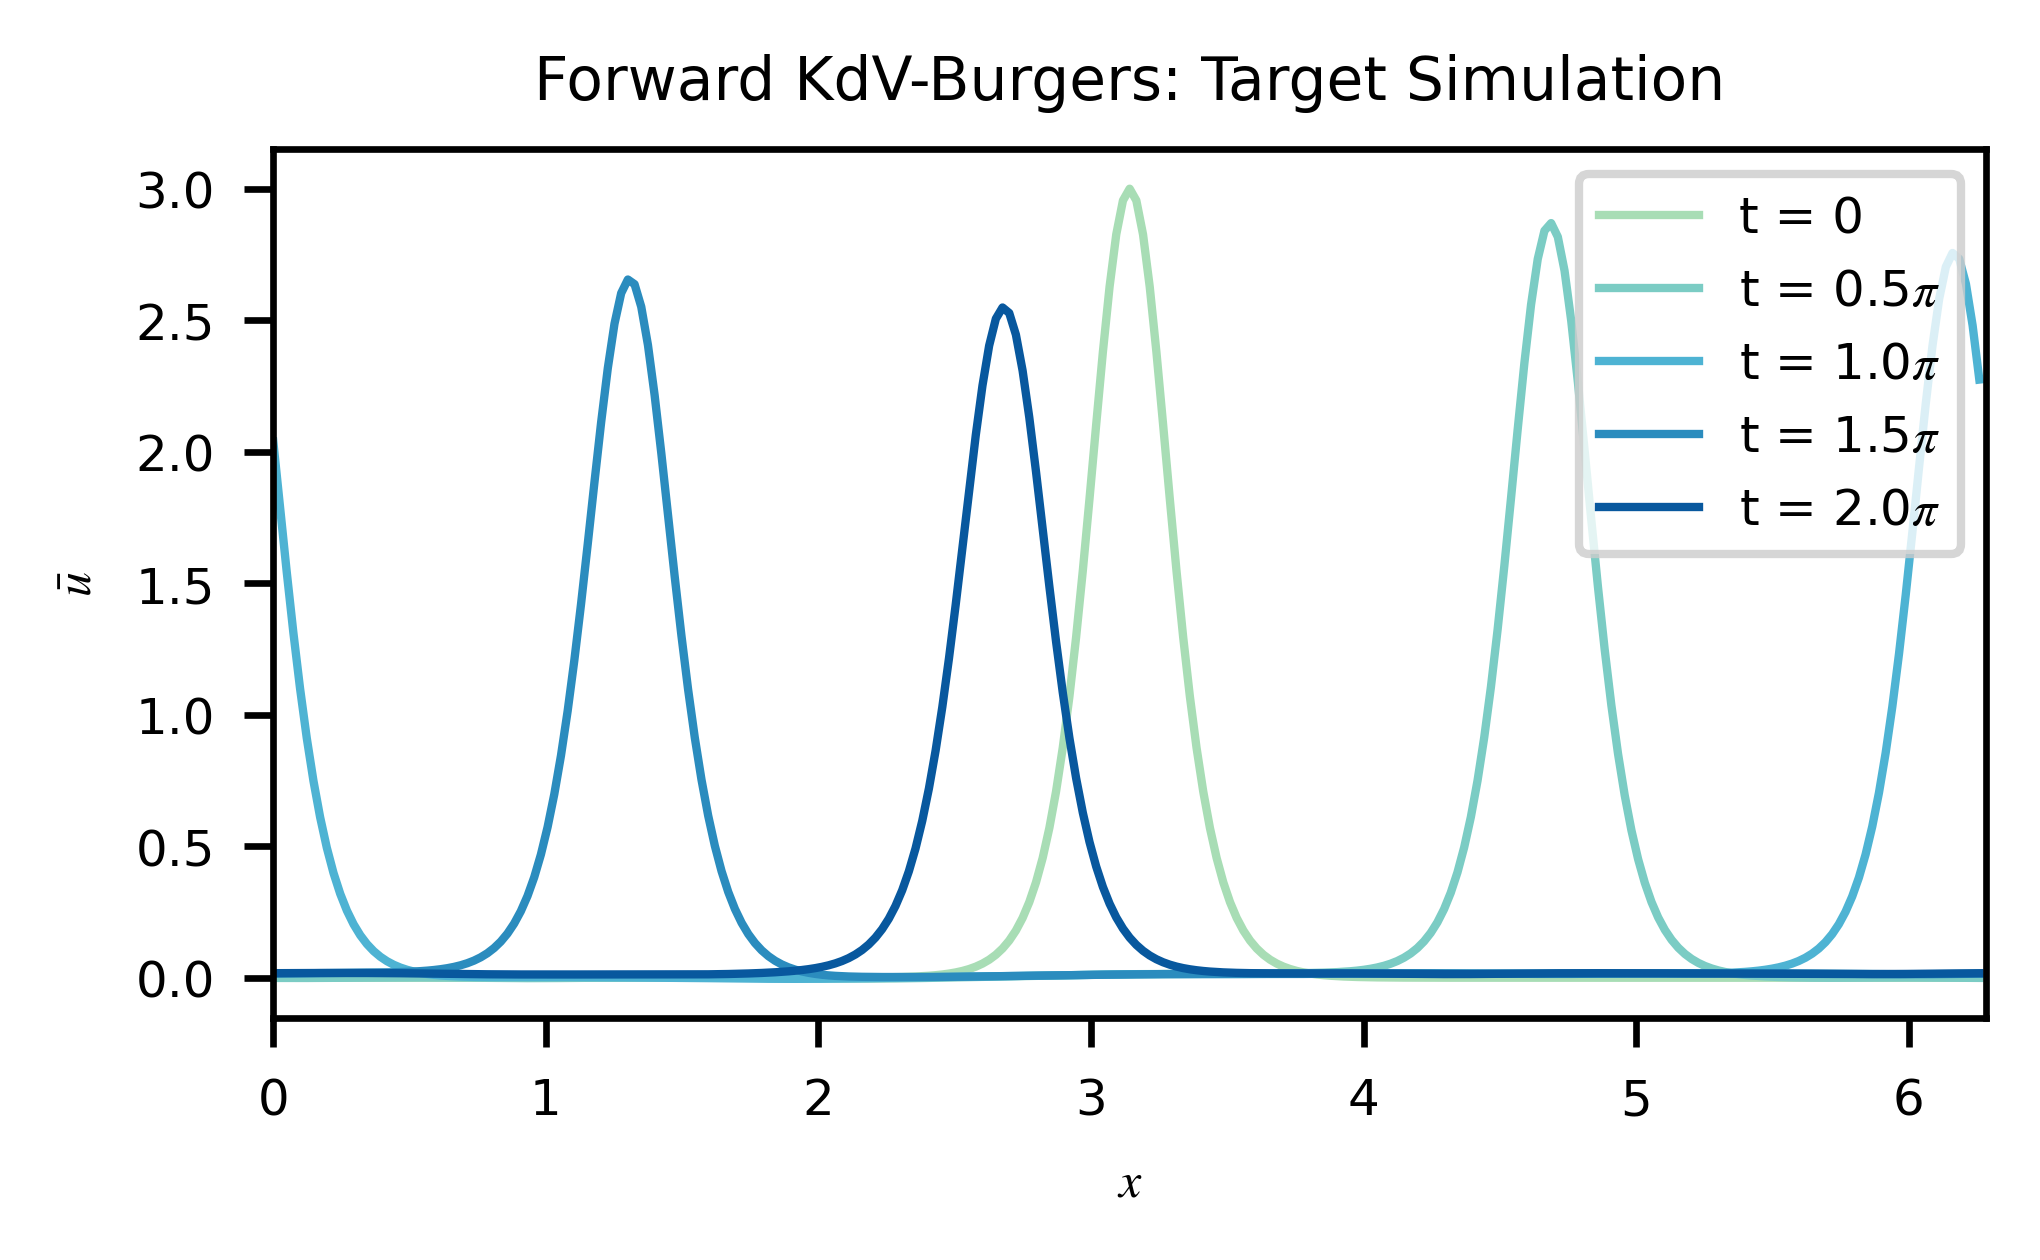 Forward KdV-Burgers: Target Simulation
3.0
2.5
2.0
1.5
1.0
0.5
0.0
ū
t = 0
t = 0.5π
t = 1.0π
t = 1.5π
t = 2.0π
0 1 2 3 4 5 6
x